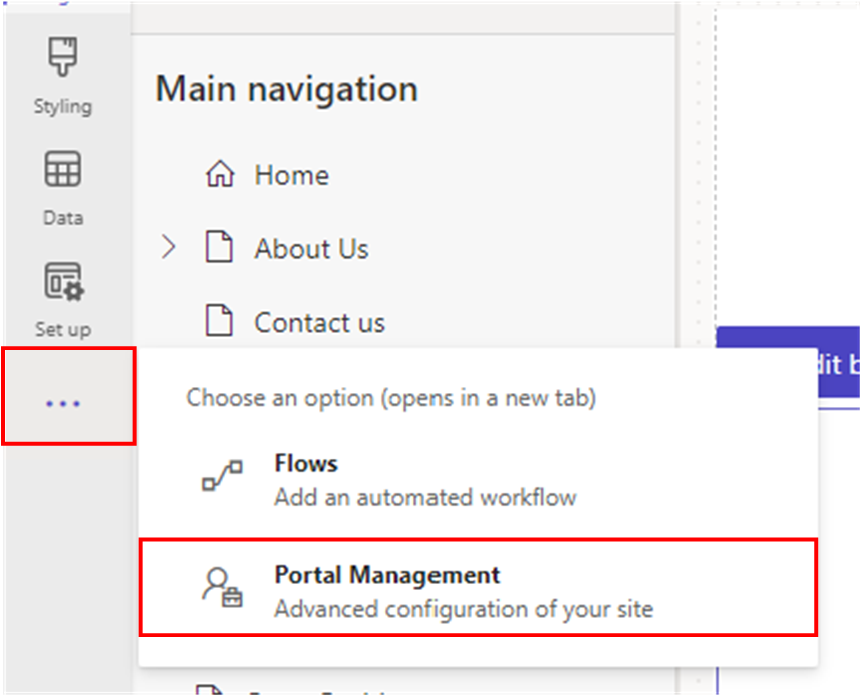 Styling
Data
Set up
...
Main navigation
Home
About Us
Contact us
Choose an option (opens in a new tab)
Flows
Add an automated workflow
Portal Management
Advanced configuration of your site